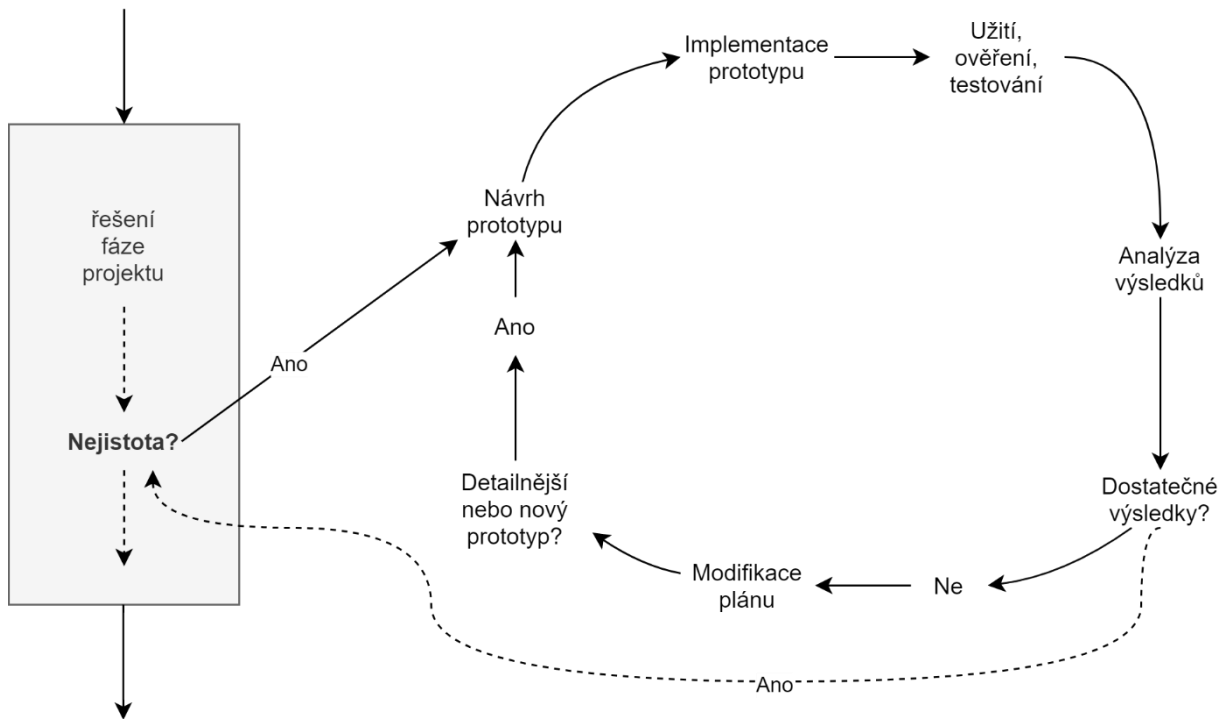 řešení
fáze
projektu
Nejistota?
Ano
Návrh
prototypu
Implementace
prototypu
Užití,
ověření,
testování
Analýza
výsledků
Dostatečné
výsledky?
Ne
Modifikace
plánu
Detailnější
nebo nový
prototyp?
Ano
Ano